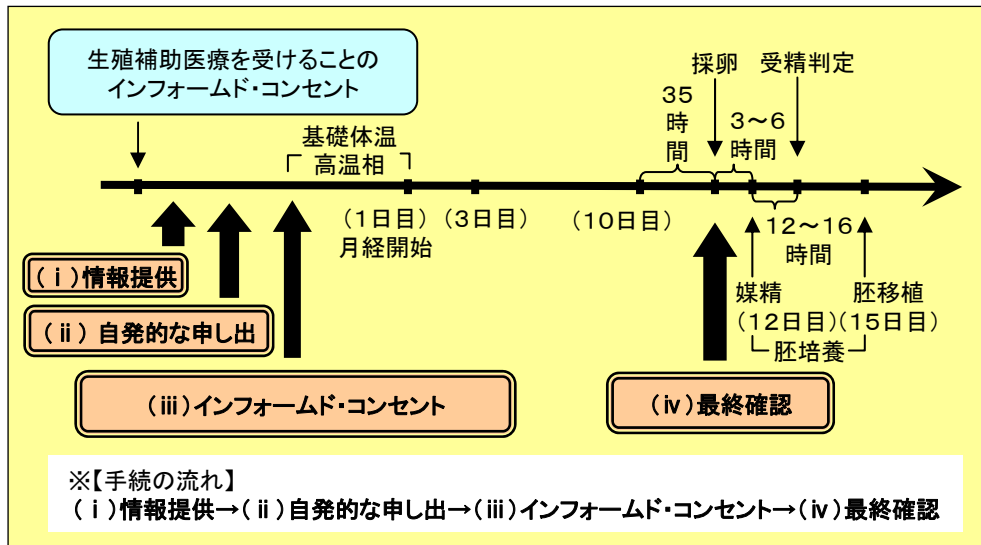 生殖補助医療を受けることの
インフォームド・コンセント
採卵
受精判定
35
時
間
3~6
時間
基礎体温
高温相
(1日目)
月経開始
(3日目)
(10日目)
12~16
時間
(ⅰ)情報提供
(ⅱ) 自発的な申し出
(ⅲ)インフォームド・コンセント
(ⅳ)最終確認
媒精
(12日目)
胚移植
(15日目)
胚培養
※【手続の流れ】
(ⅰ)情報提供→(ⅱ)自発的な申し出→(ⅲ)インフォームド・コンセント→(ⅳ)最終確認